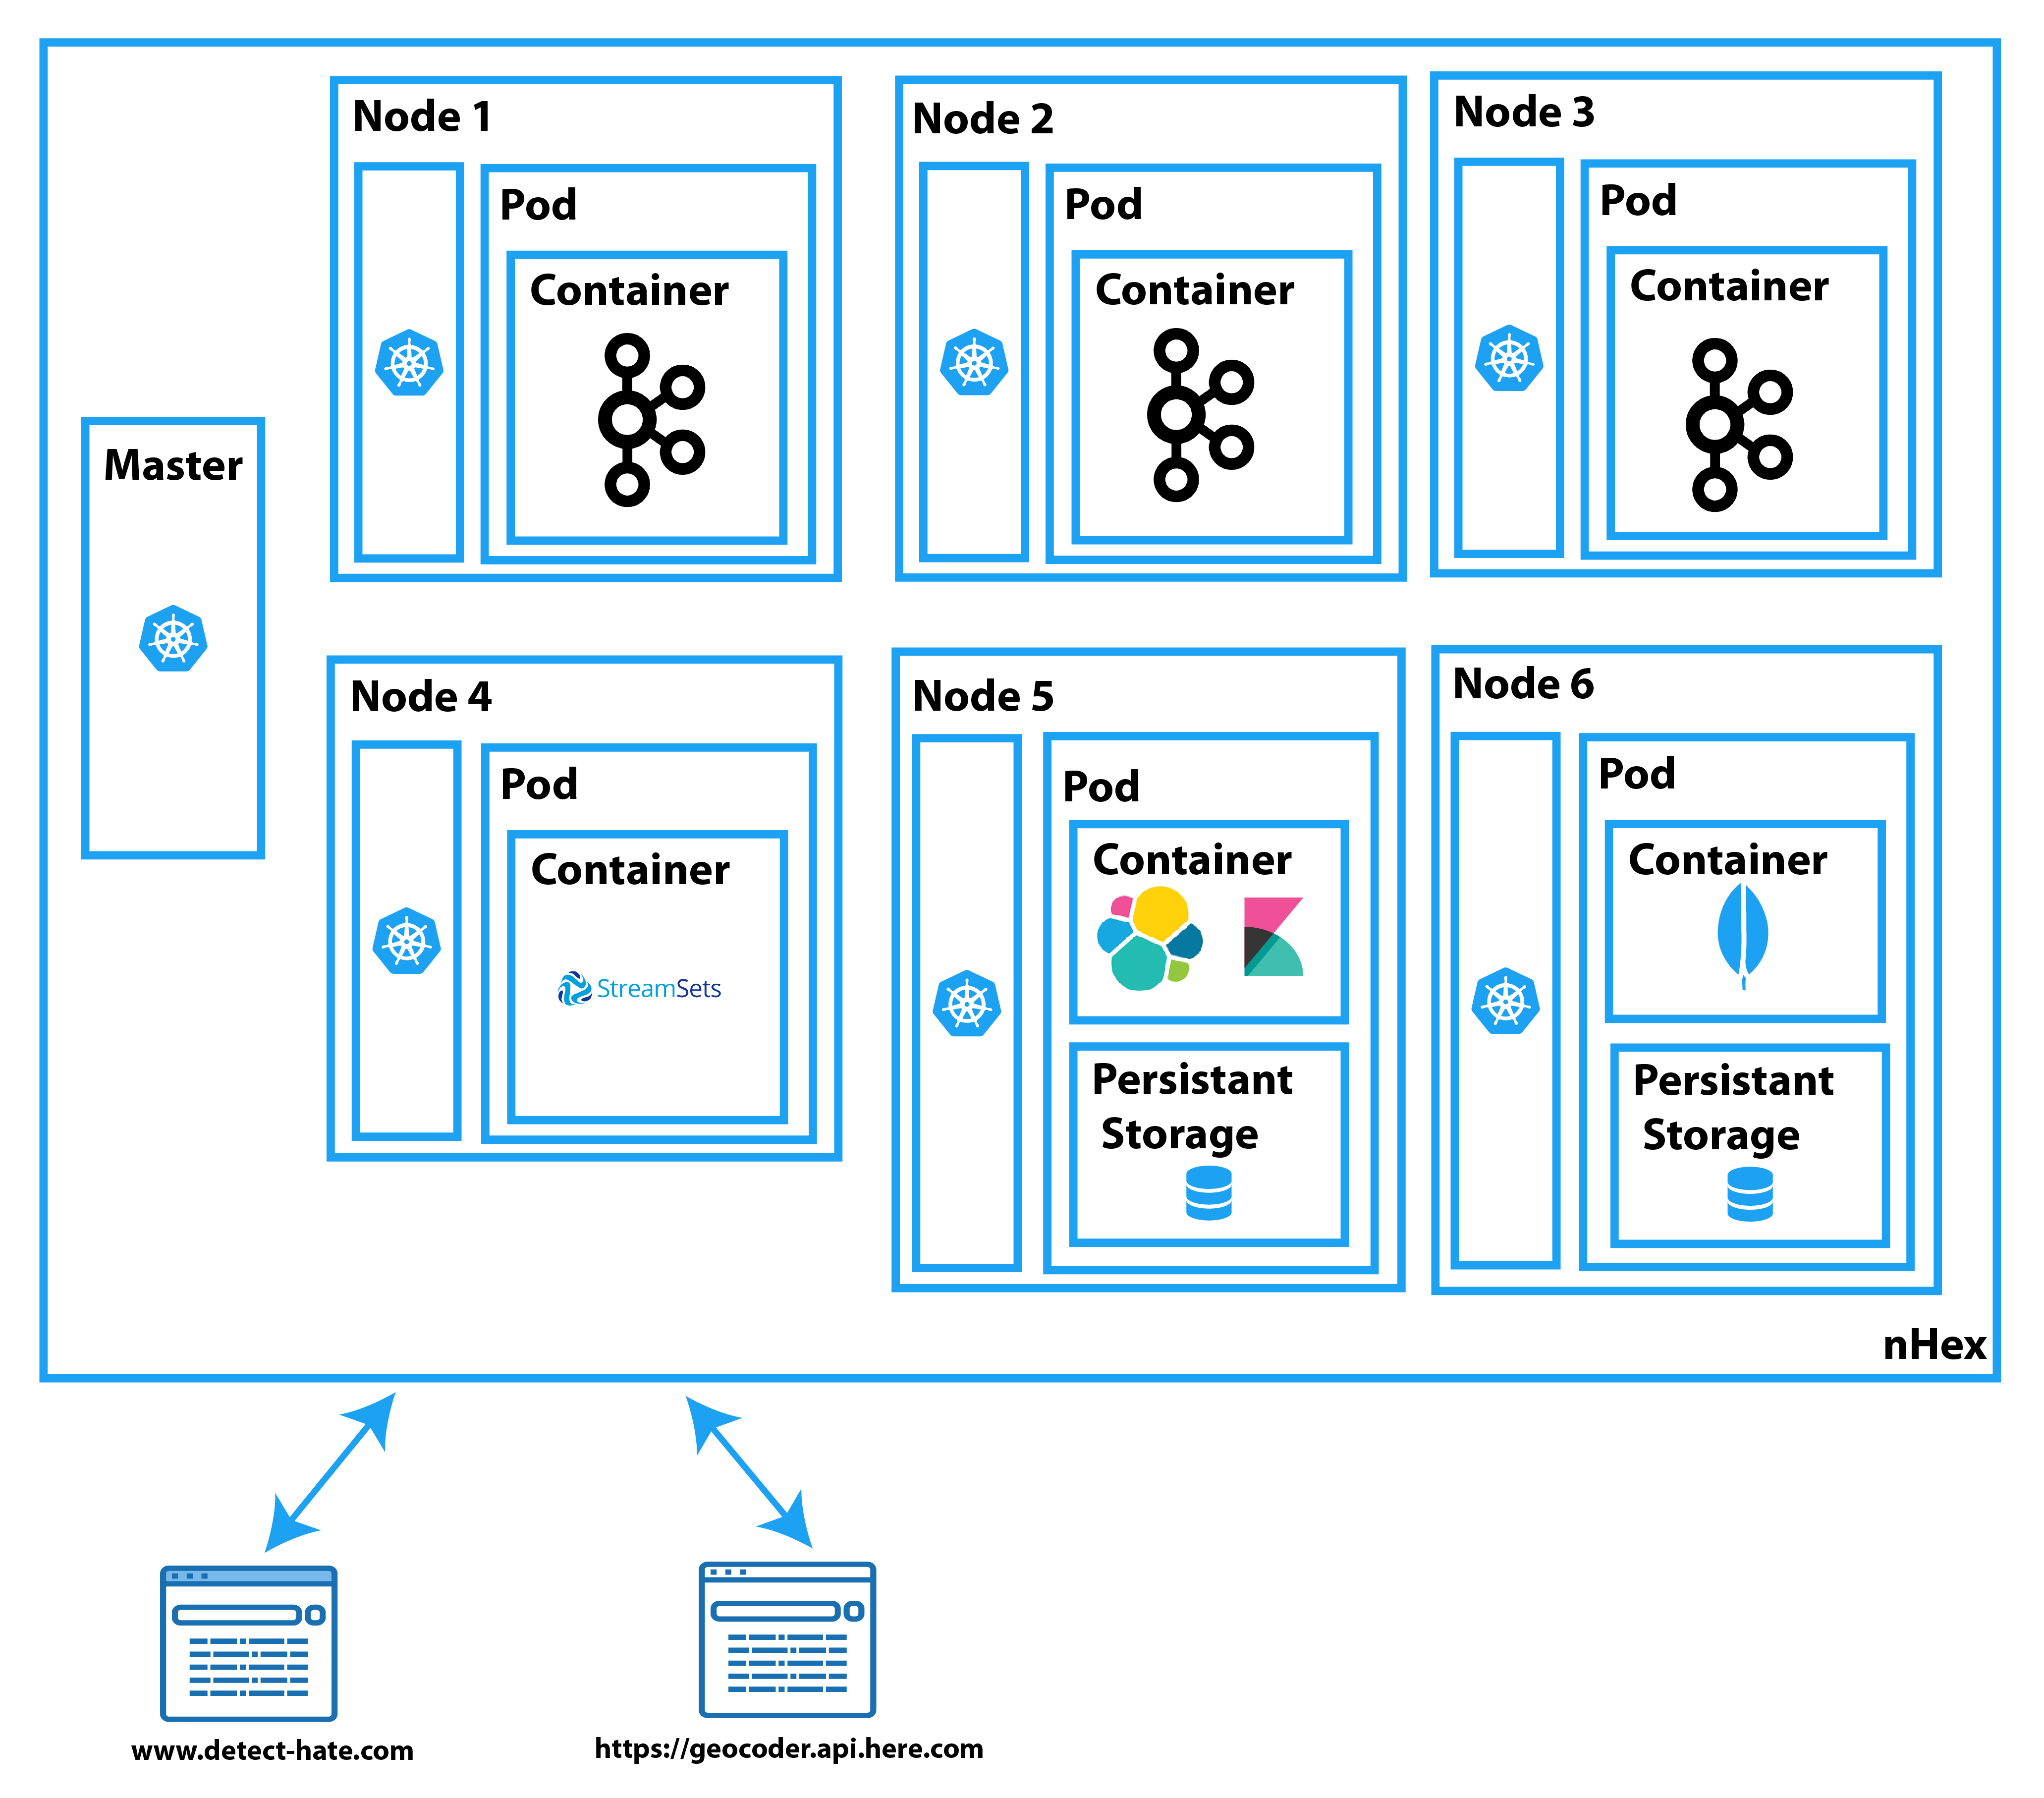 Node 1
Pod
Container
Node 2
Pod
Container
Node 3
Pod
Container
Master
Node 4
Pod
Container
StreamSets
Node 5
Pod
Container
Persistant
Storage
Node 6
Pod
Container
Persistant
Storage
nHex
www.detect-hate.com
https://geocoder.api.here.com